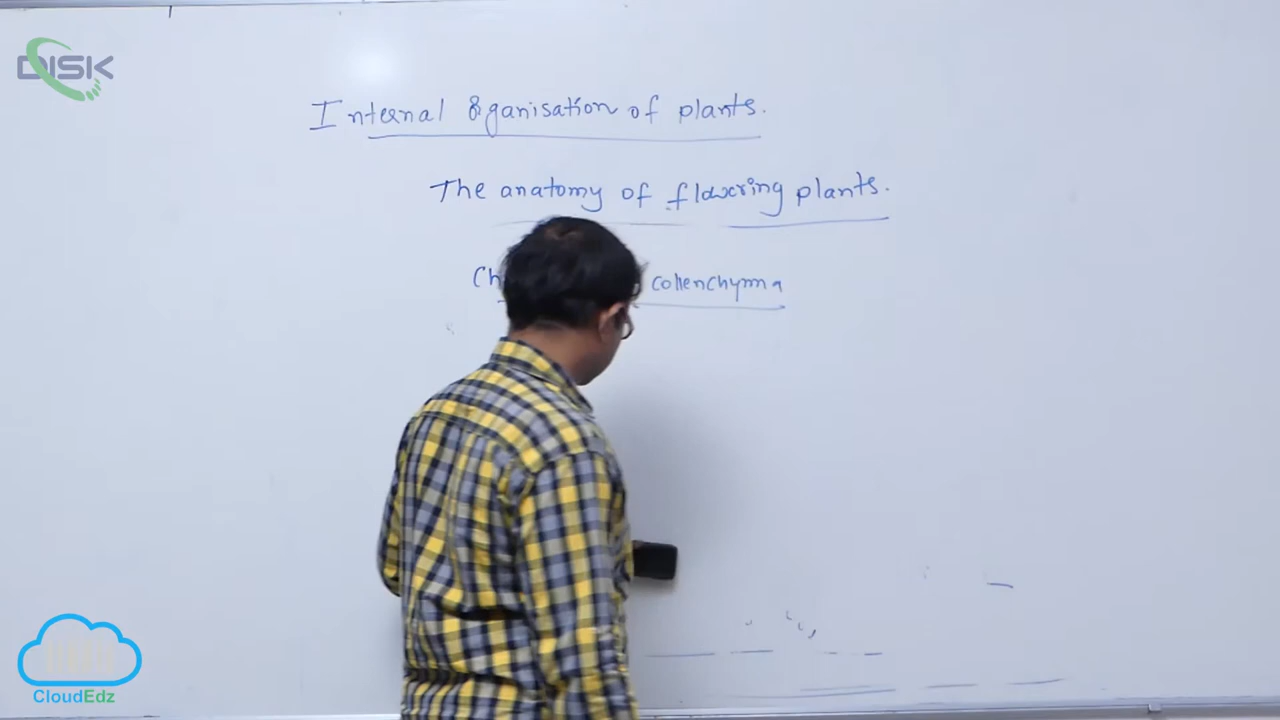 DISK
Internal organisation of plants.
The anatomy of flowering plants.
collenchyma
CloudEdz